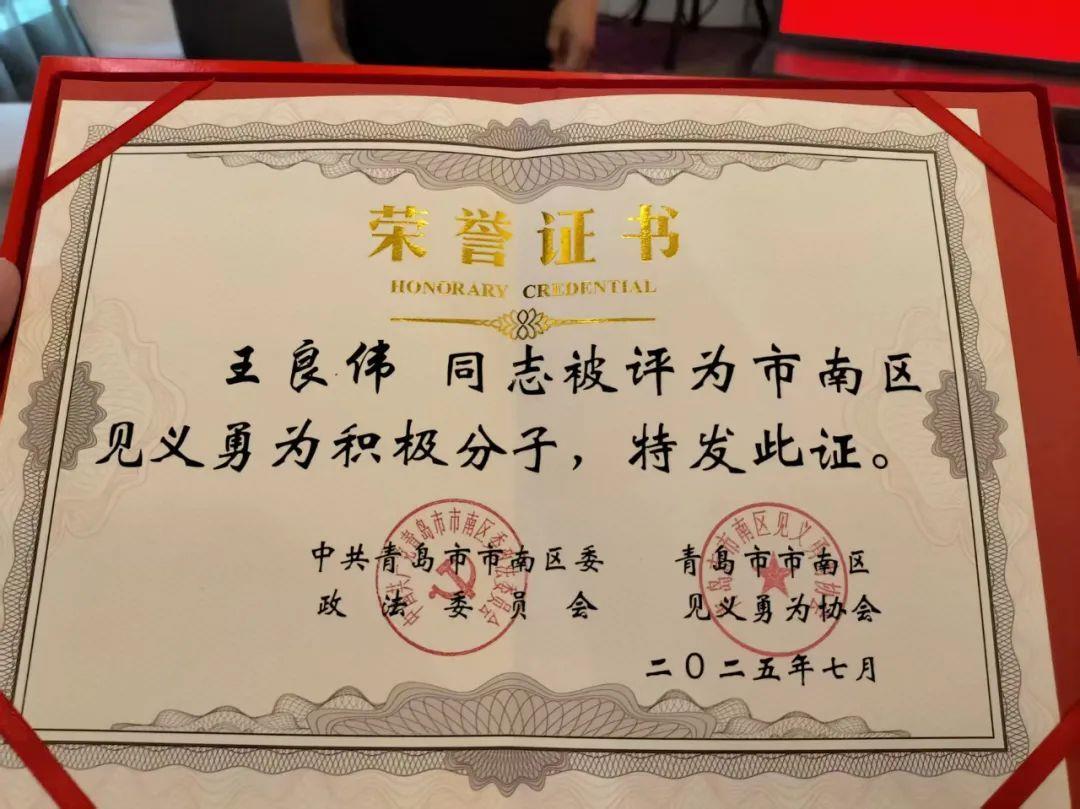 荣誉证书
HONORARY CREDENTIAL
王良伟 同志被评为市南区
见义勇为积极分子，特发此证。
中共青岛市市南区委
政法委员会
青岛市市南区
见义勇为协会
二〇二五年七月